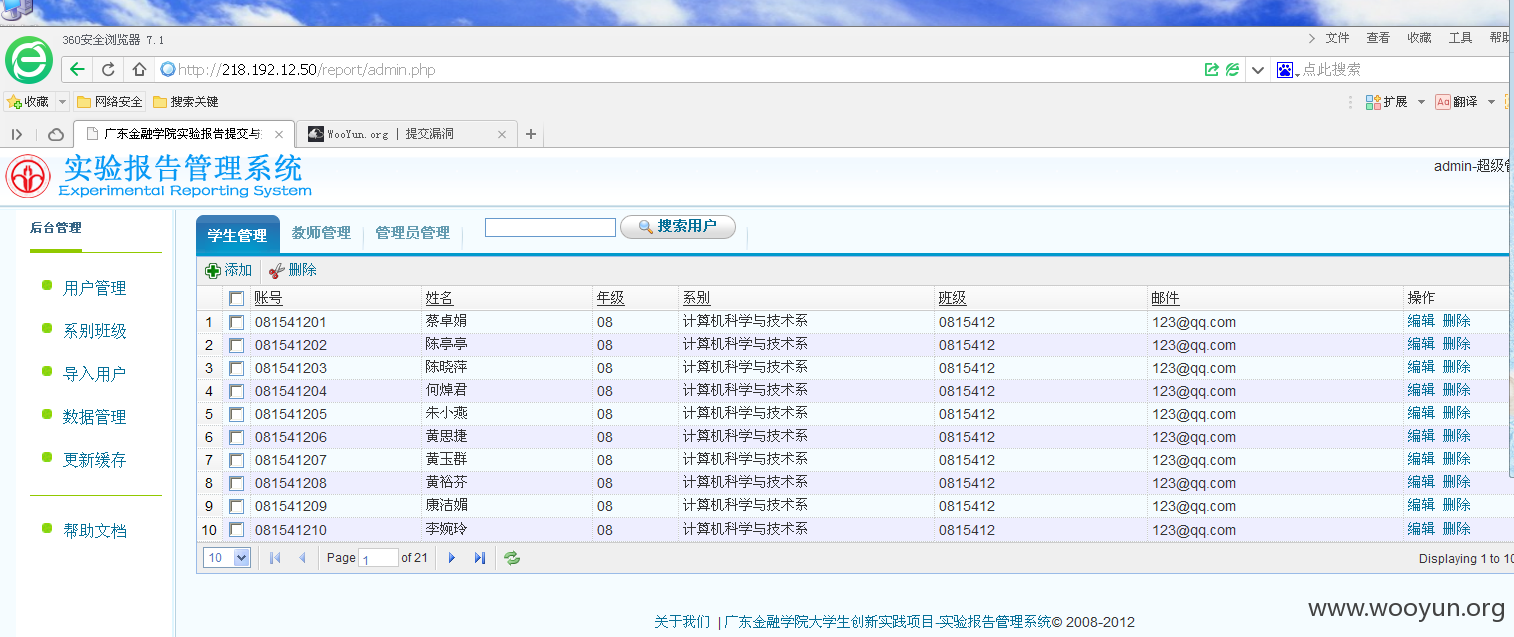 360安全浏览器 7.1
文件 查看 收藏 工具 帮助
http://218.192.12.50/report/admin.php
点此搜索
收藏 网络安全 搜索关键
扩展 翻译
广东金融学院实验报告提交与 WooYun.org | 提交漏洞
实验报告管理系统
Experimental Reporting System
admin-超级管
后台管理
用户管理
系别班级
导入用户
数据管理
更新缓存
帮助文档
学生管理 教师管理 管理员管理 搜索用户
添加 删除
账号 姓名 年级 系别 班级 邮件 操作
1 081541201 蔡卓娟 08 计算机科学与技术系 0815412 123@qq.com 编辑 删除
2 081541202 陈亭亭 08 计算机科学与技术系 0815412 123@qq.com 编辑 删除
3 081541203 陈晓萍 08 计算机科学与技术系 0815412 123@qq.com 编辑 删除
4 081541204 何焯君 08 计算机科学与技术系 0815412 123@qq.com 编辑 删除
5 081541205 朱小燕 08 计算机科学与技术系 0815412 123@qq.com 编辑 删除
6 081541206 黄思捷 08 计算机科学与技术系 0815412 123@qq.com 编辑 删除
7 081541207 黄玉群 08 计算机科学与技术系 0815412 123@qq.com 编辑 删除
8 081541208 黄裕芬 08 计算机科学与技术系 0815412 123@qq.com 编辑 删除
9 081541209 康洁媚 08 计算机科学与技术系 0815412 123@qq.com 编辑 删除
10 081541210 李婉玲 08 计算机科学与技术系 0815412 123@qq.com 编辑 删除
10 Page 1 of 21 Displaying 1 to 10
关于我们 | 广东金融学院大学生创新实践项目-实验报告管理系统© 2008-2012
www.wooyun.org